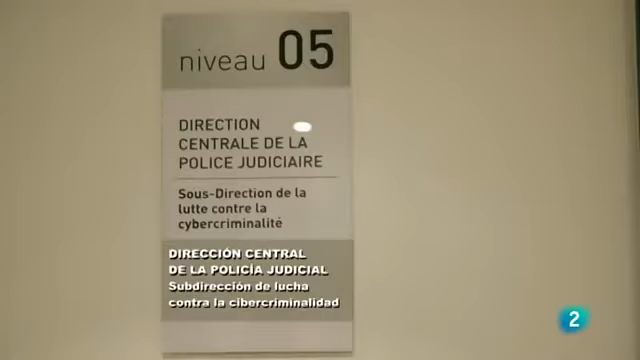 niveau 05
DIRECTION
CENTRALE DE LA
POLICE JUDICIAIRE
Sous-Direction de la
lutte contre la
cybercriminalité
DIRECCIÓN CENTRAL
DE LA POLICÍA JUDICIAL
Subdirección de lucha
contra la cibercriminalidad
2